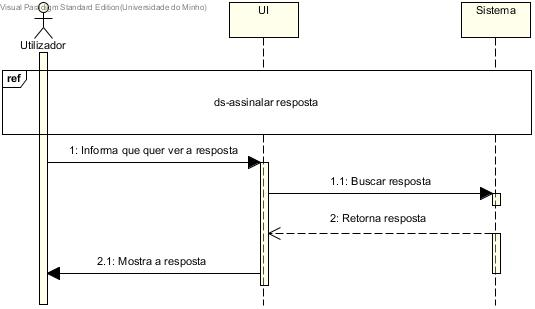 Visual Paradigm Standard Edition(Universidade do Minho)
UI
Sistema
Utilizador
ref
ds-assinalar resposta
1: Informa que quer ver a resposta
1.1: Buscar resposta
2: Retorna resposta
2.1: Mostra a resposta